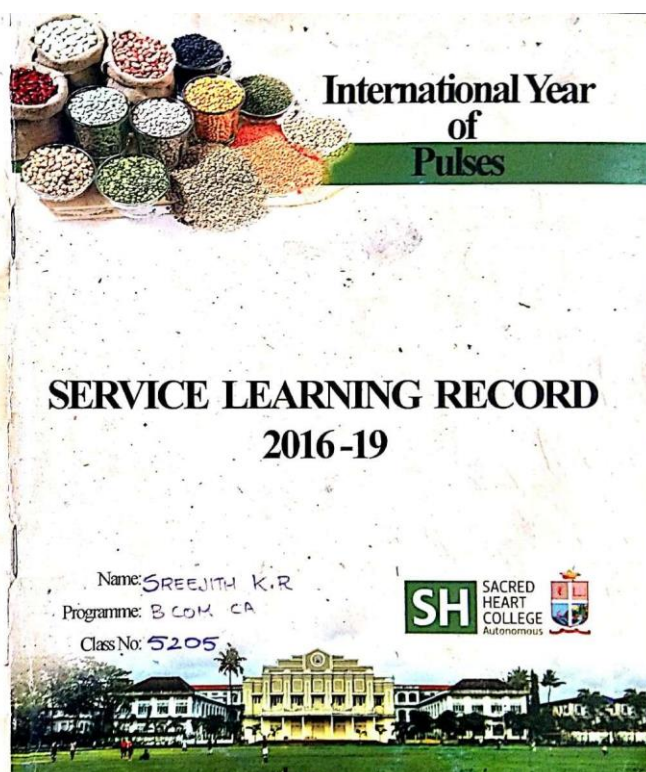 International Year
of
Pulses
SERVICE LEARNING RECORD
2016-19
Name: SREEJITH K.R
Programme: B COM CA
Class No: 5205
SH
SACRED
HEART
COLLEGE
Autonomous